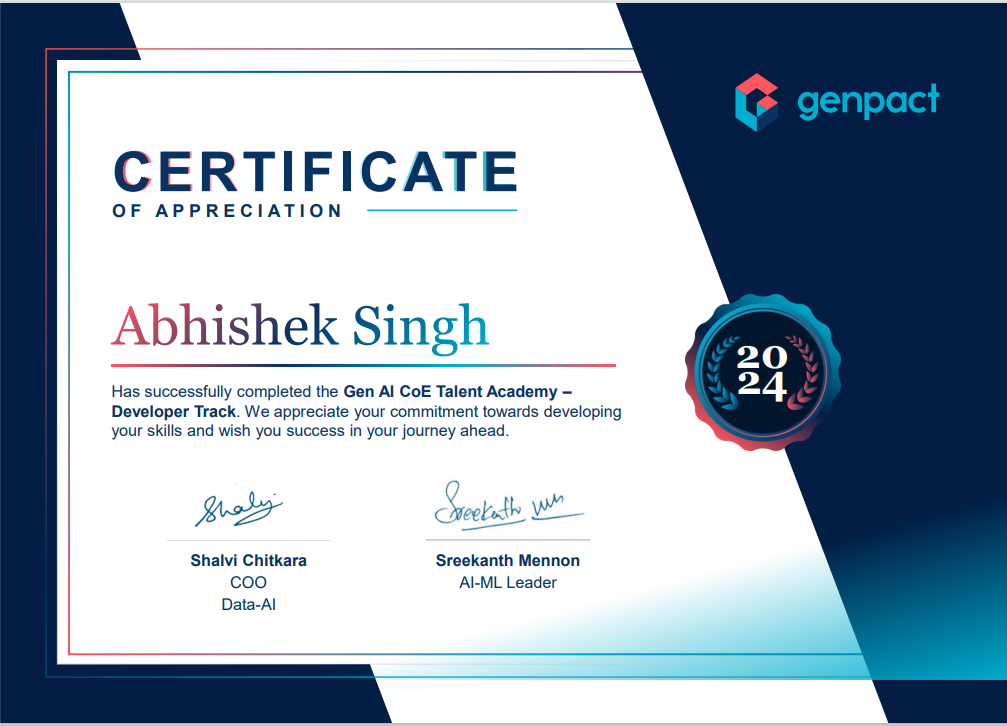 genpact
CERTIFICATE
OF APPRECIATION
Abhishek Singh
20
24
Has successfully completed the Gen AI CoE Talent Academy –
Developer Track. We appreciate your commitment towards developing
your skills and wish you success in your journey ahead.
Shalvi
Sreekanth
Shalvi Chitkara
Sreekanth Mennon
COO
AI-ML Leader
Data-AI